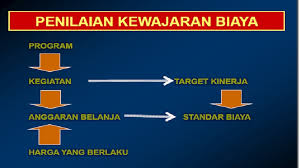 PENILAIAN KEWAJARAN BIAYA
PROGRAM
KEGIATAN TARGET KINERJA
ANGGARAN BELANJA STANDAR BIAYA
HARGA YANG BERLAKU